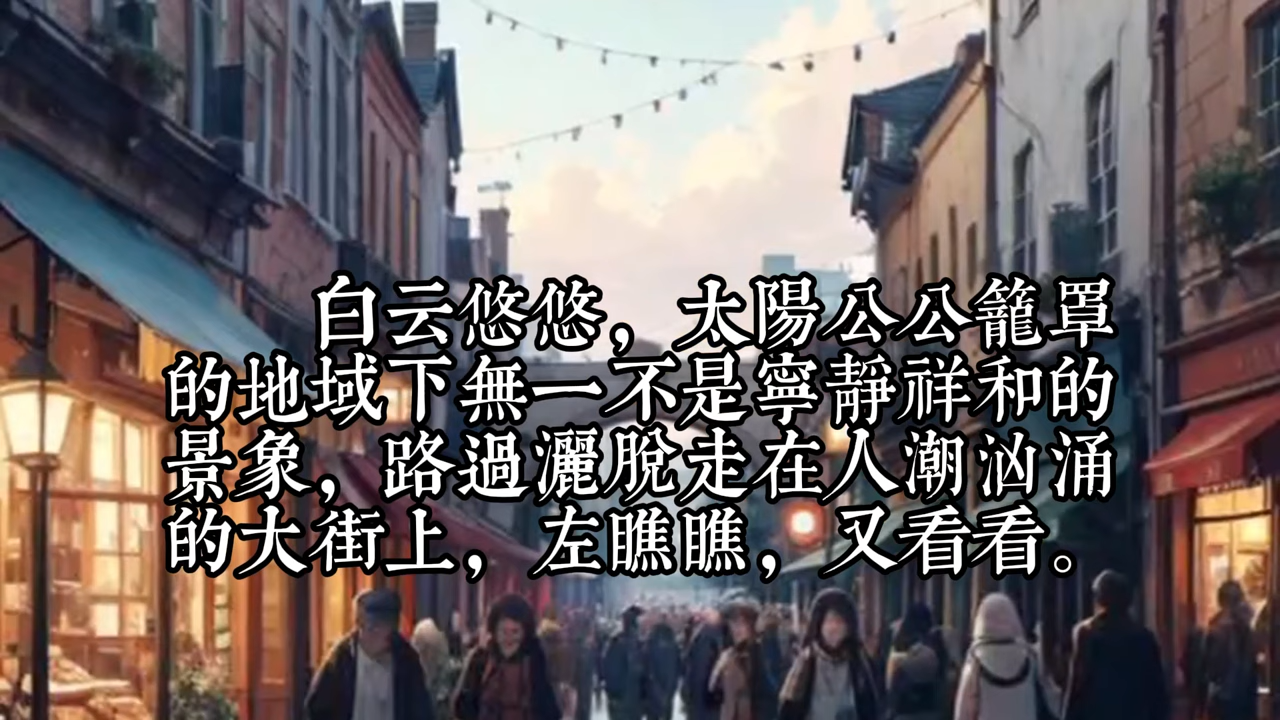 白云悠悠，太陽公公籠罩
的地域下無一不是寧靜祥和的
景象，路過灑脫走在人潮洶涌
的大街上，左瞧瞧，又看看。